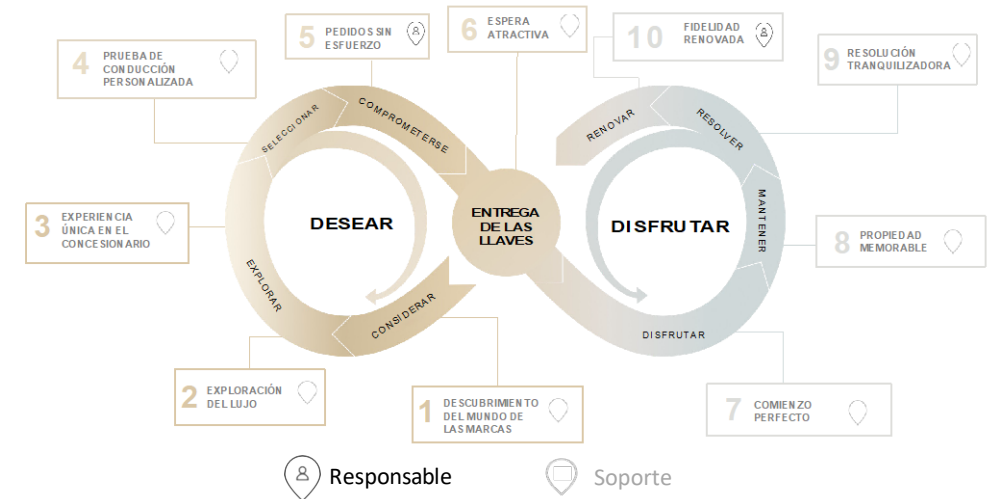 4
PRUEBA DE
CONDUCCIÓN
PERSONALIZADA
5
PEDIDOS SIN
ESFUERZO
6
ESPERA
ATRACTIVA
10
FIDELIDAD
RENOVADA
9
RESOLUCIÓN
TRANQUILIZADORA
SELECCIONAR
COMPROMETERSE
RENOVAR
RESOLVER
3
EXPERIENCIA
ÚNICA EN EL
CONCESIONARIO
DESEAR
ENTREGA
DE LAS
LLAVES
DISFRUTAR
MANTENER
8
PROPIEDAD
MEMORABLE
EXPLORAR
CONSIDERAR
DISFRUTAR
2
EXPLORACIÓN
DEL LUJO
1
DESCUBRIMIENTO
DEL MUNDO DE
LAS MARCAS
7
COMIENZO
PERFECTO
Responsable
Soporte